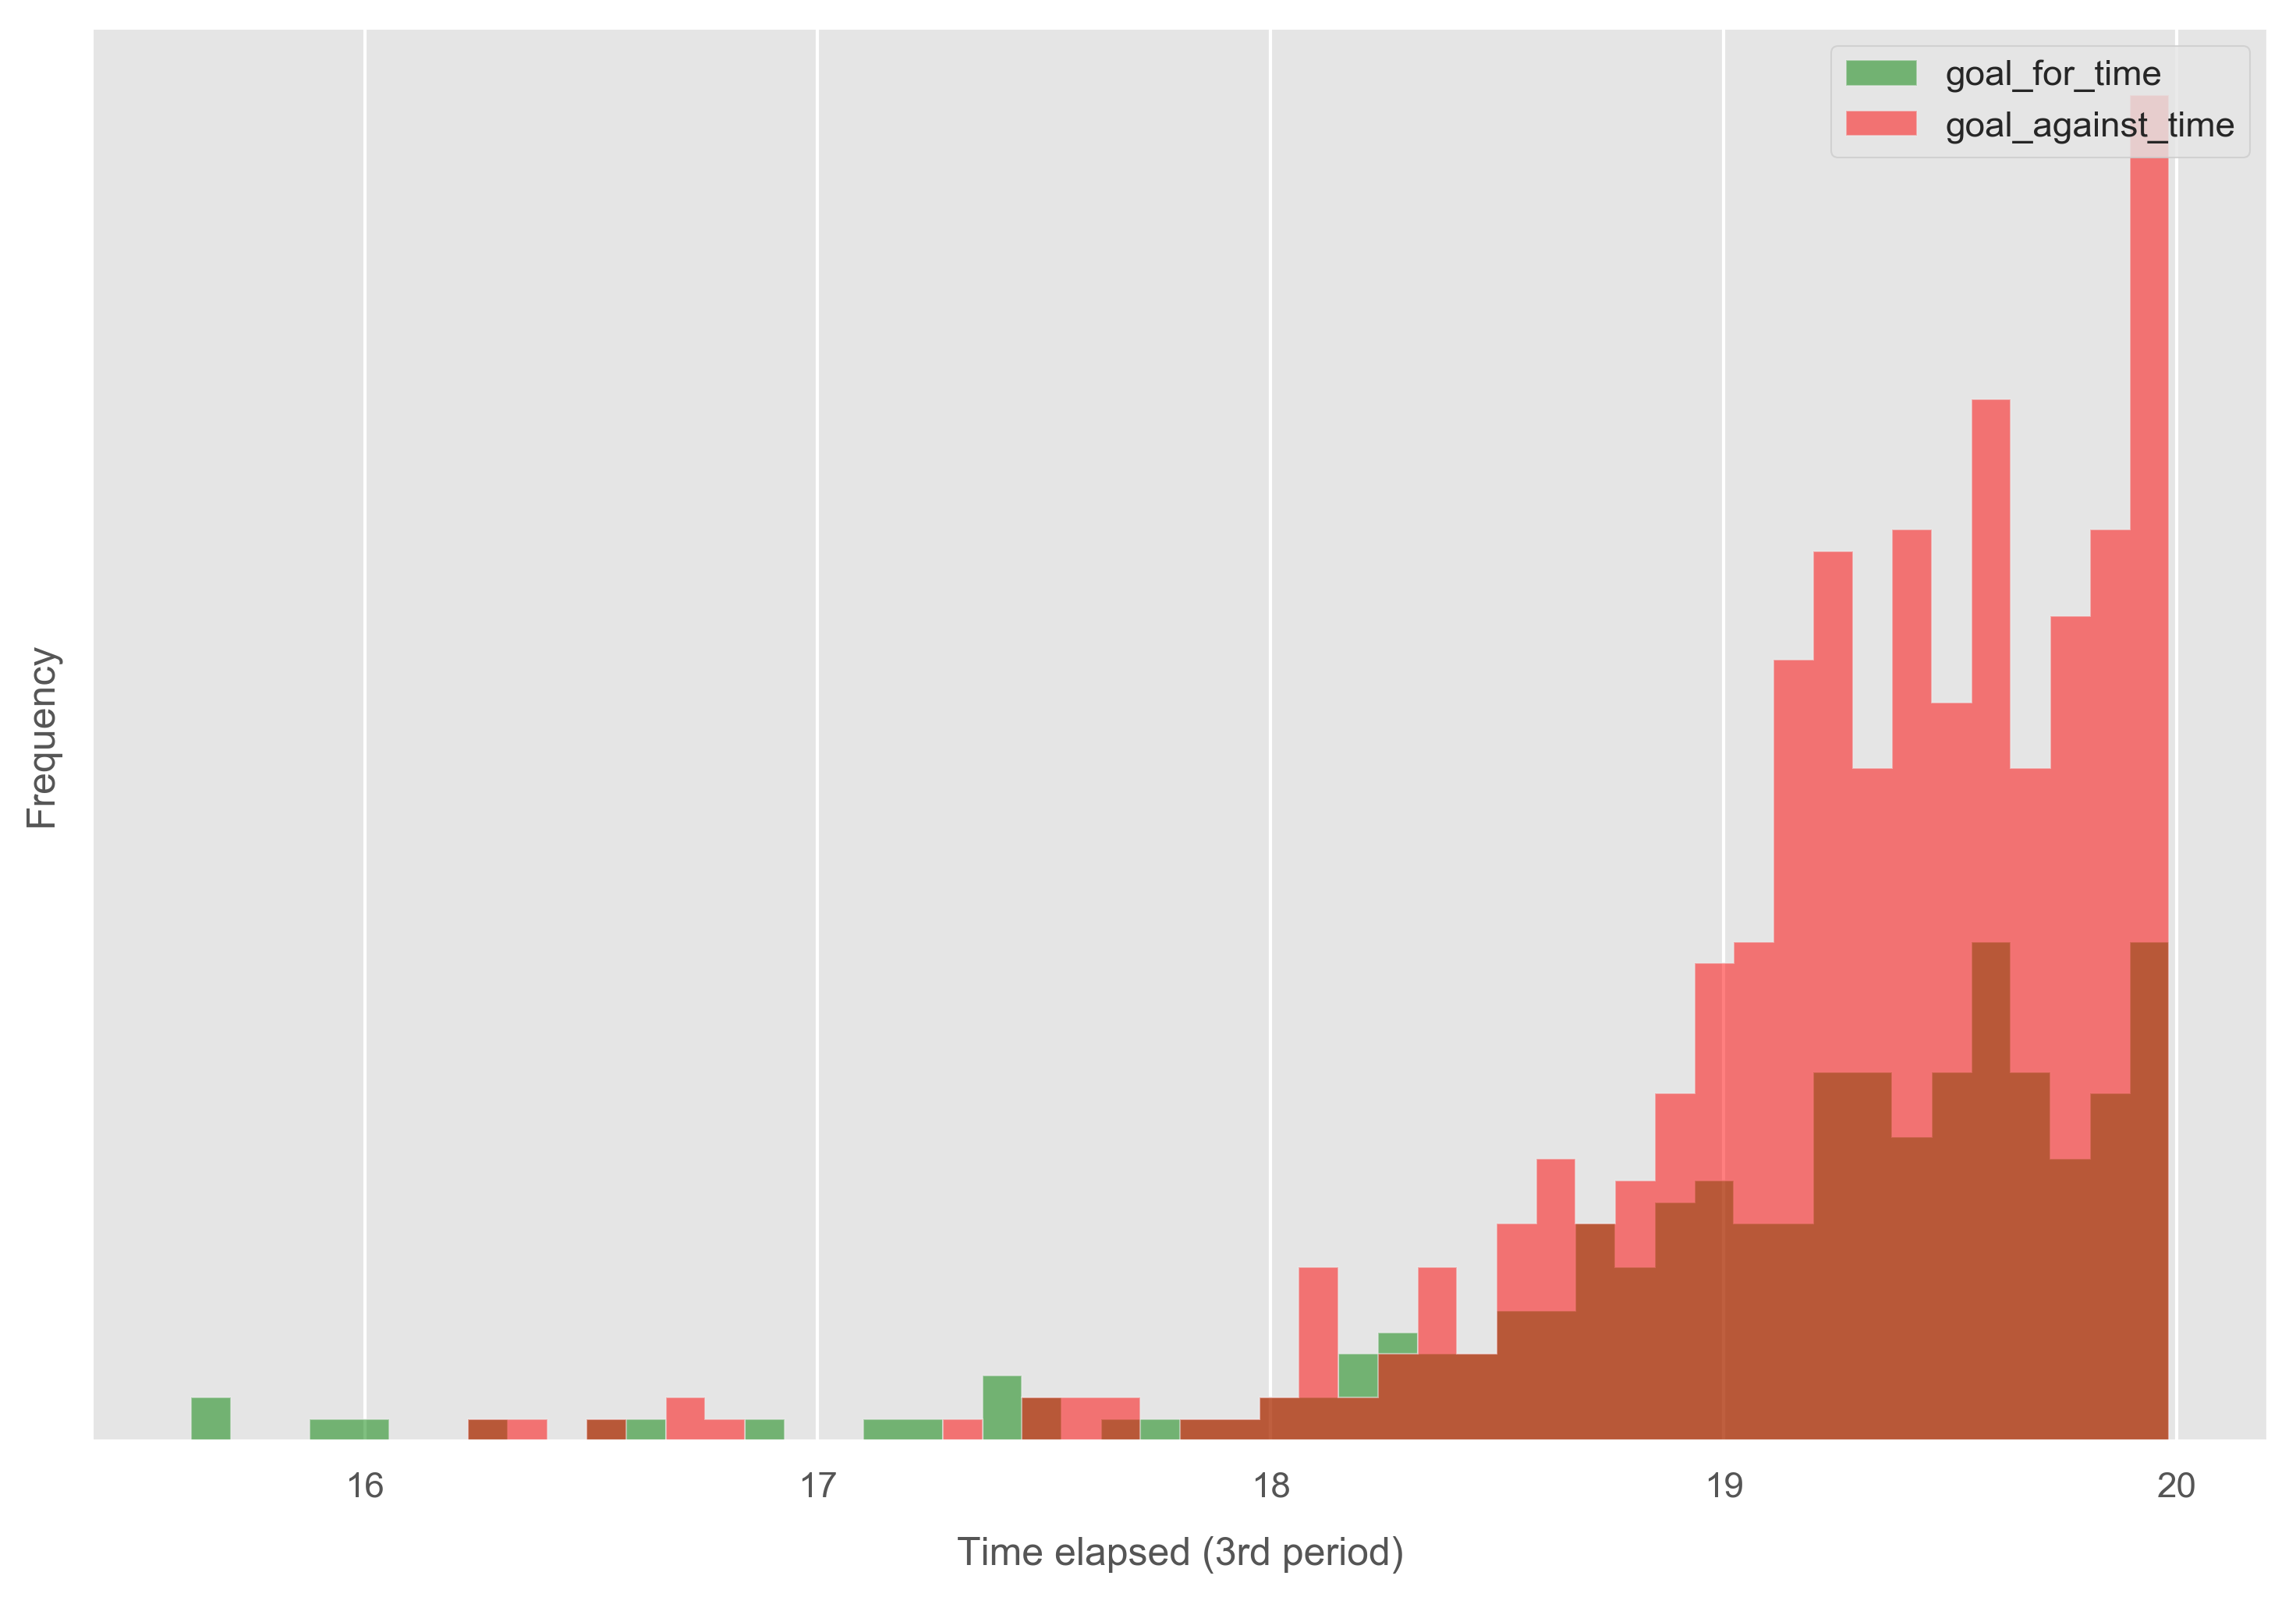 goal_for_time
goal_against_time
Frequency
16 17 18 19 20
Time elapsed (3rd period)